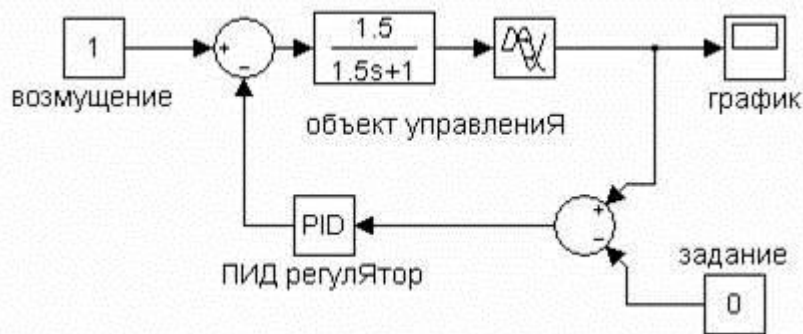 1
возмущение
+
−
1.5
1.5s+1
объект управлениЯ
график
PID
ПИД регулЯтор
+
−
задание
0